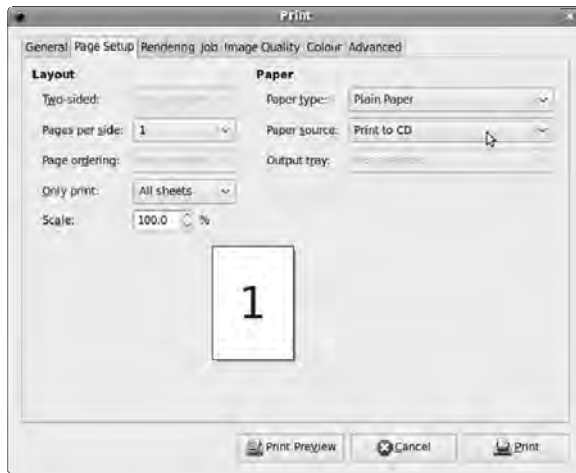 Print
General Page Setup Rendering Job Image Quality Colour Advanced
Layout
Paper
Two-sided:
Paper type: Plain Paper
Pages per side: 1
Paper source: Print to CD
Page ordering:
Output tray:
Only print: All sheets
Scale: 100.0 %
1
Print Preview
Cancel
Print